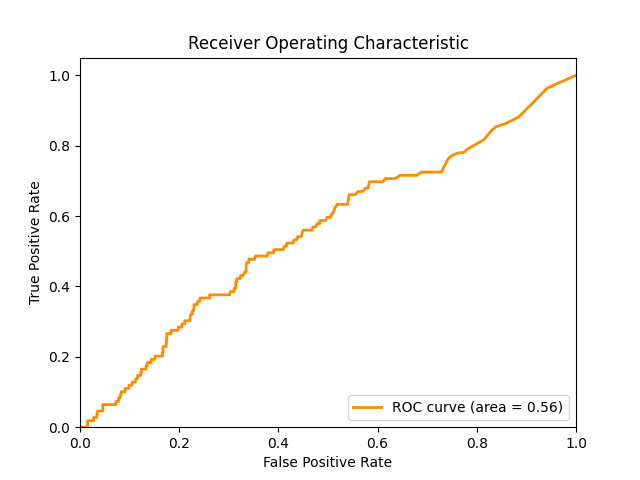 Receiver Operating Characteristic
True Positive Rate
1.0
0.8
0.6
0.4
0.2
0.0
ROC curve (area = 0.56)
0.0 0.2 0.4 0.6 0.8 1.0
False Positive Rate